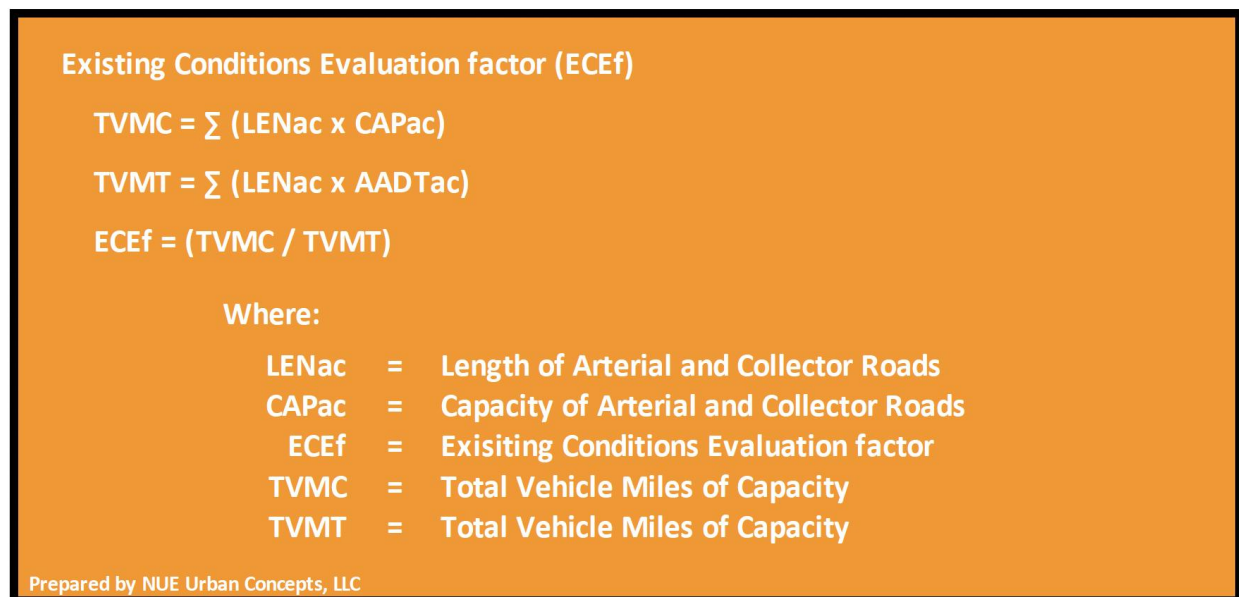 Existing Conditions Evaluation factor (ECEf)
TVMC = ∑ (LENac x CAPac)
TVMT = ∑ (LENac x AADTac)
ECEf = (TVMC / TVMT)
Where:
LENac = Length of Arterial and Collector Roads
CAPac = Capacity of Arterial and Collector Roads
ECEf = Exisiting Conditions Evaluation factor
TVMC = Total Vehicle Miles of Capacity
TVMT = Total Vehicle Miles of Capacity
Prepared by NUE Urban Concepts, LLC